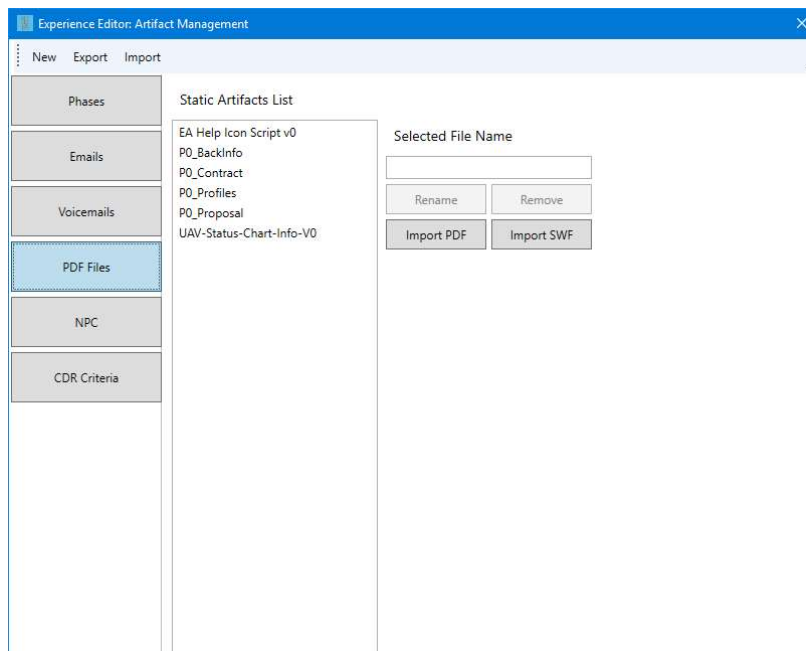 Experience Editor: Artifact Management
New Export Import
Phases
Emails
Voicemails
PDF Files
NPC
CDR Criteria
Static Artifacts List
EA Help Icon Script v0
P0_BackInfo
P0_Contract
P0_Profiles
P0_Proposal
UAV-Status-Chart-Info-V0
Selected File Name
Rename Remove
Import PDF Import SWF